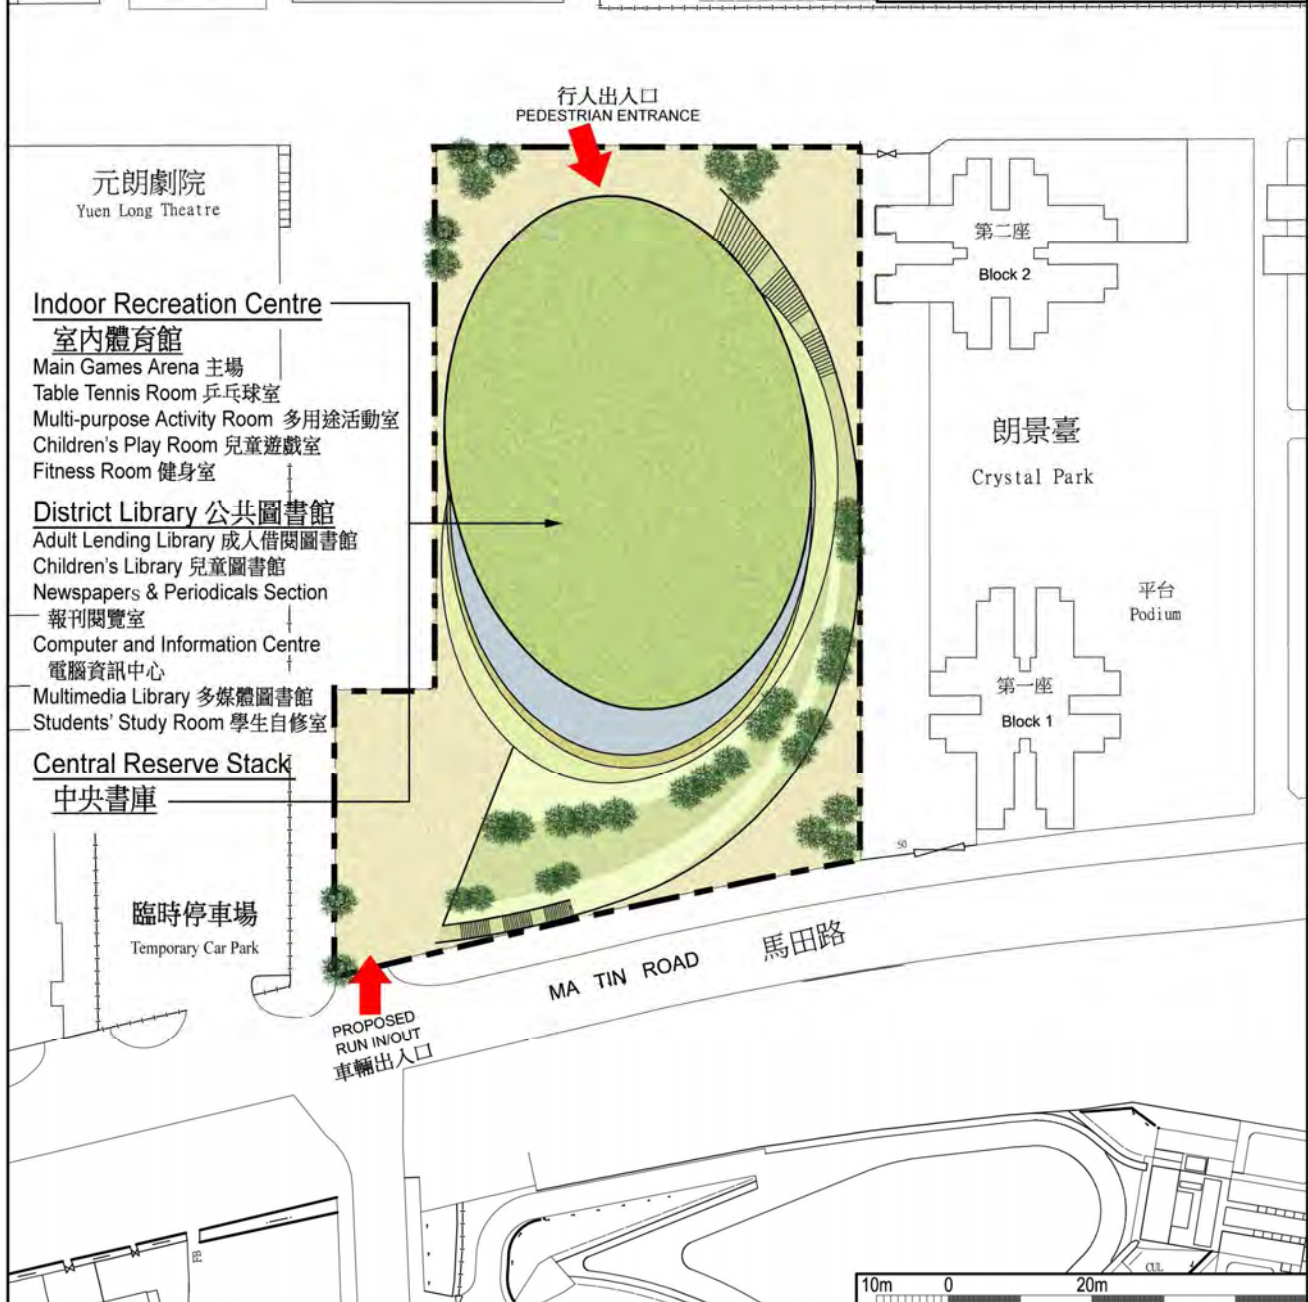 行人出入口
PEDESTRIAN ENTRANCE
元朗劇院
Yuen Long Theatre
第二座
Block 2
Indoor Recreation Centre
室內體育館
Main Games Arena 主場
Table Tennis Room 乒乓球室
Multi-purpose Activity Room 多用途活動室
Children's Play Room 兒童遊戲室
Fitness Room 健身室
District Library 公共圖書館
Adult Lending Library 成人借閱圖書館
Children's Library 兒童圖書館
Newspapers & Periodicals Section
報刊閱覽室
Computer and Information Centre
電腦資訊中心
Multimedia Library 多媒體圖書館
Students' Study Room 學生自修室
Central Reserve Stack
中央書庫
朗景臺
Crystal Park
平台
Podium
第一座
Block 1
50
臨時停車場
Temporary Car Park
MA TIN ROAD 馬田路
PROPOSED
RUN IN/OUT
車輛出入口
FB
CUL
10m 0 20m